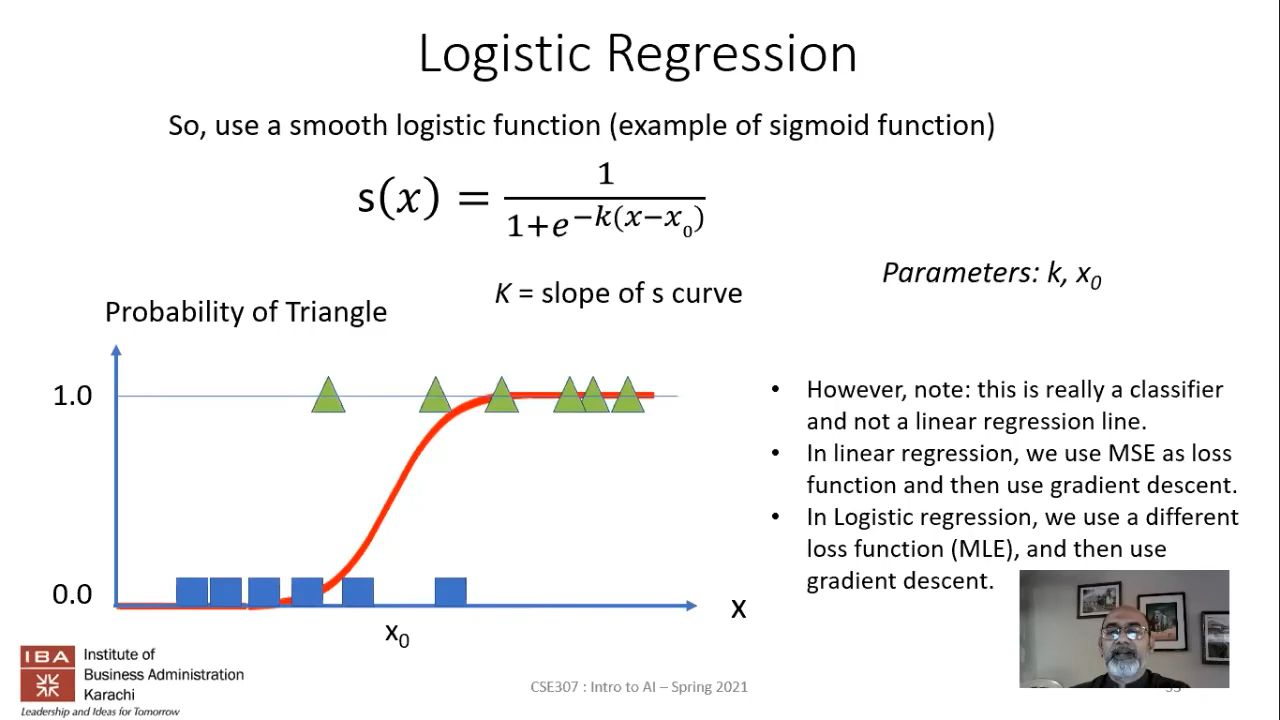 Logistic Regression
So, use a smooth logistic function (example of sigmoid function)
s(x) = 1 / 1+e^−k(x−x₀)
Parameters: k, x₀
K = slope of s curve
Probability of Triangle
1.0
0.0
x₀
x
• However, note: this is really a classifier
and not a linear regression line.
• In linear regression, we use MSE as loss
function and then use gradient descent.
• In Logistic regression, we use a different
loss function (MLE), and then use
gradient descent.
IBA
Institute of
Business Administration
Karachi
Leadership and Ideas for Tomorrow
CSE307 : Intro to AI – Spring 2021